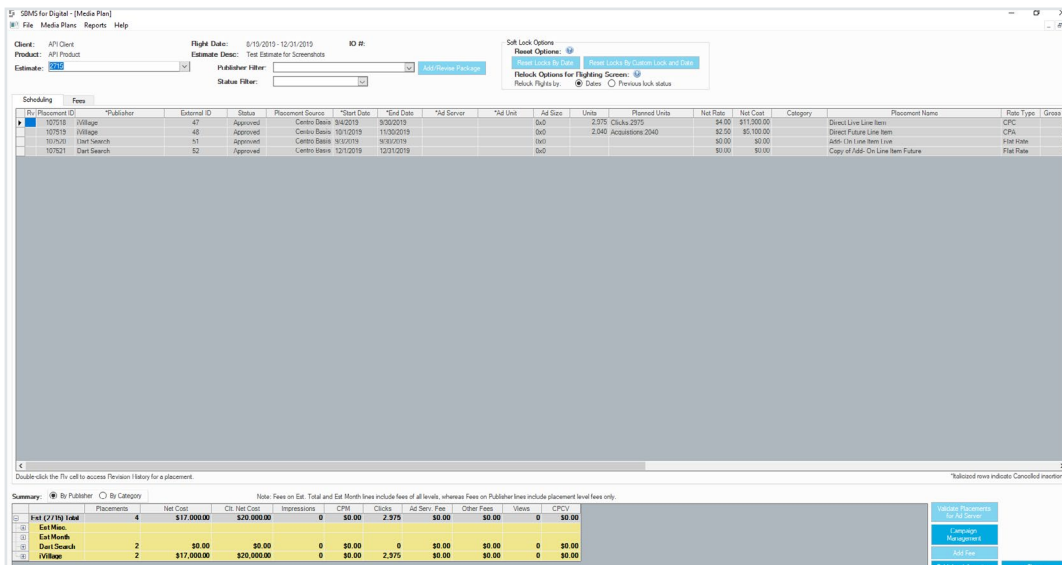 SBMS for Digital - [Media Plan]
File Media Plans Reports Help
Client: API Client Flight Date: 8/19/2019 - 12/31/2019 IO #:
Product: API Product Estimate Desc: Test Estimate for Screenshots
Estimate: 2715 Publisher Filter: Add/Revise Package
Status Filter:
Soft Lock Options
Reset Options:
Reset Locks By Date Reset Locks By Custom Lock and Date
Relock Options for Flighting Screen:
Relock Flights by: Dates Previous lock status
Scheduling Fees
Rv Placement ID *Publisher External ID Status Placement Source *Start Date *End Date *Ad Server *Ad Unit Ad Size Units Planned Units Net Rate Net Cost Category Placement Name Rate Type Gross
107518 iVillage 47 Approved Centro Basis 9/4/2019 9/30/2019 0x0 2,975 Clicks:2975 $4.00 $11,900.00 Direct Live Line Item CPC
107519 iVillage 48 Approved Centro Basis 10/1/2019 11/30/2019 0x0 2,040 Acquisitions:2040 $2.50 $5,100.00 Direct Future Line Item CPA
107520 Dart Search 51 Approved Centro Basis 9/3/2019 9/30/2019 0x0 $0.00 $0.00 Add- On Line Item Live Flat Rate
107521 Dart Search 52 Approved Centro Basis 12/1/2019 12/31/2019 0x0 $0.00 $0.00 Copy of Add- On Line Item Future Flat Rate
Double-click the Rv cell to access Revision History for a placement. *Italicized rows indicate Cancelled insertion
Summary: By Publisher By Category Note: Fees on Est. Total and Est Month lines include fees of all levels, whereas Fees on Publisher lines include placement level fees only.
Placements Net Cost Clt. Net Cost Impressions CPM Clicks Ad Serv. Fee Other Fees Views CPCV
Est (2715) Total 4 $17,000.00 $20,000.00 0 $0.00 2,975 $0.00 $0.00 0 $0.00
Est Misc.
Est Month
Dart Search 2 $0.00 $0.00 0 $0.00 0 $0.00 $0.00 0 $0.00
iVillage 2 $17,000.00 $20,000.00 0 $0.00 2,975 $0.00 $0.00 0 $0.00
Validate Placements
for Ad Server
Campaign
Management
Add Fee